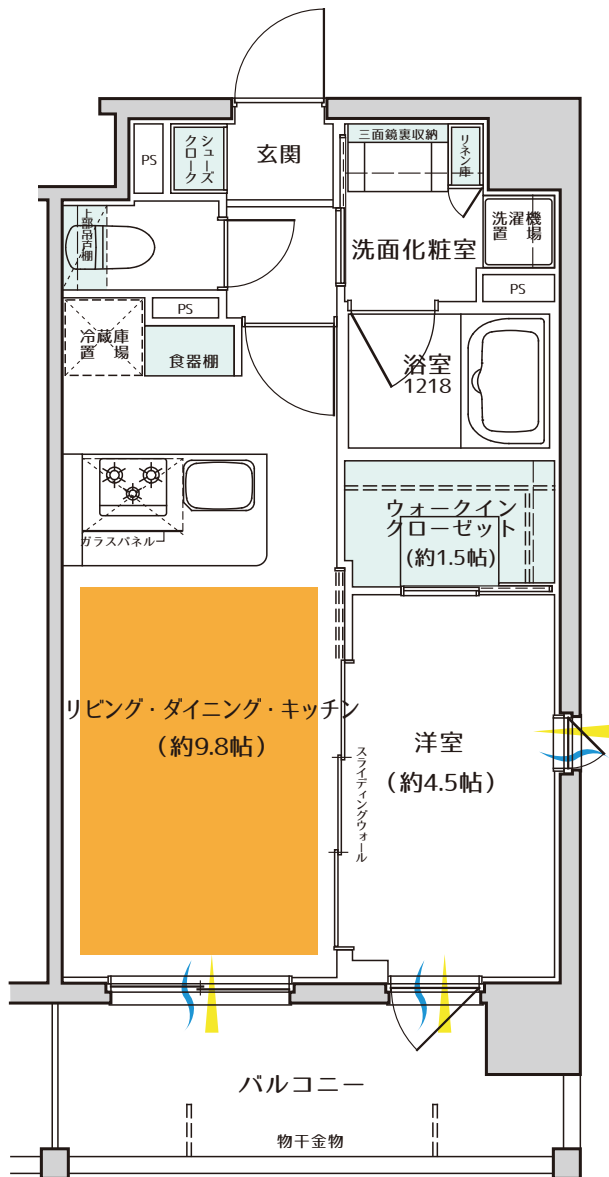 三面鏡裏収納
シューズ
クローク
玄関
リネン庫
PS
上部吊戸棚
洗面化粧室
洗濯機
置場
PS
PS
冷蔵庫
置場
食器棚
浴室
1218
ウォークイン
クローゼット
(約1.5帖)
ガラスパネル
リビング・ダイニング・キッチン
(約9.8帖)
洋室
(約4.5帖)
スライディングウォール
バルコニー
物干金物